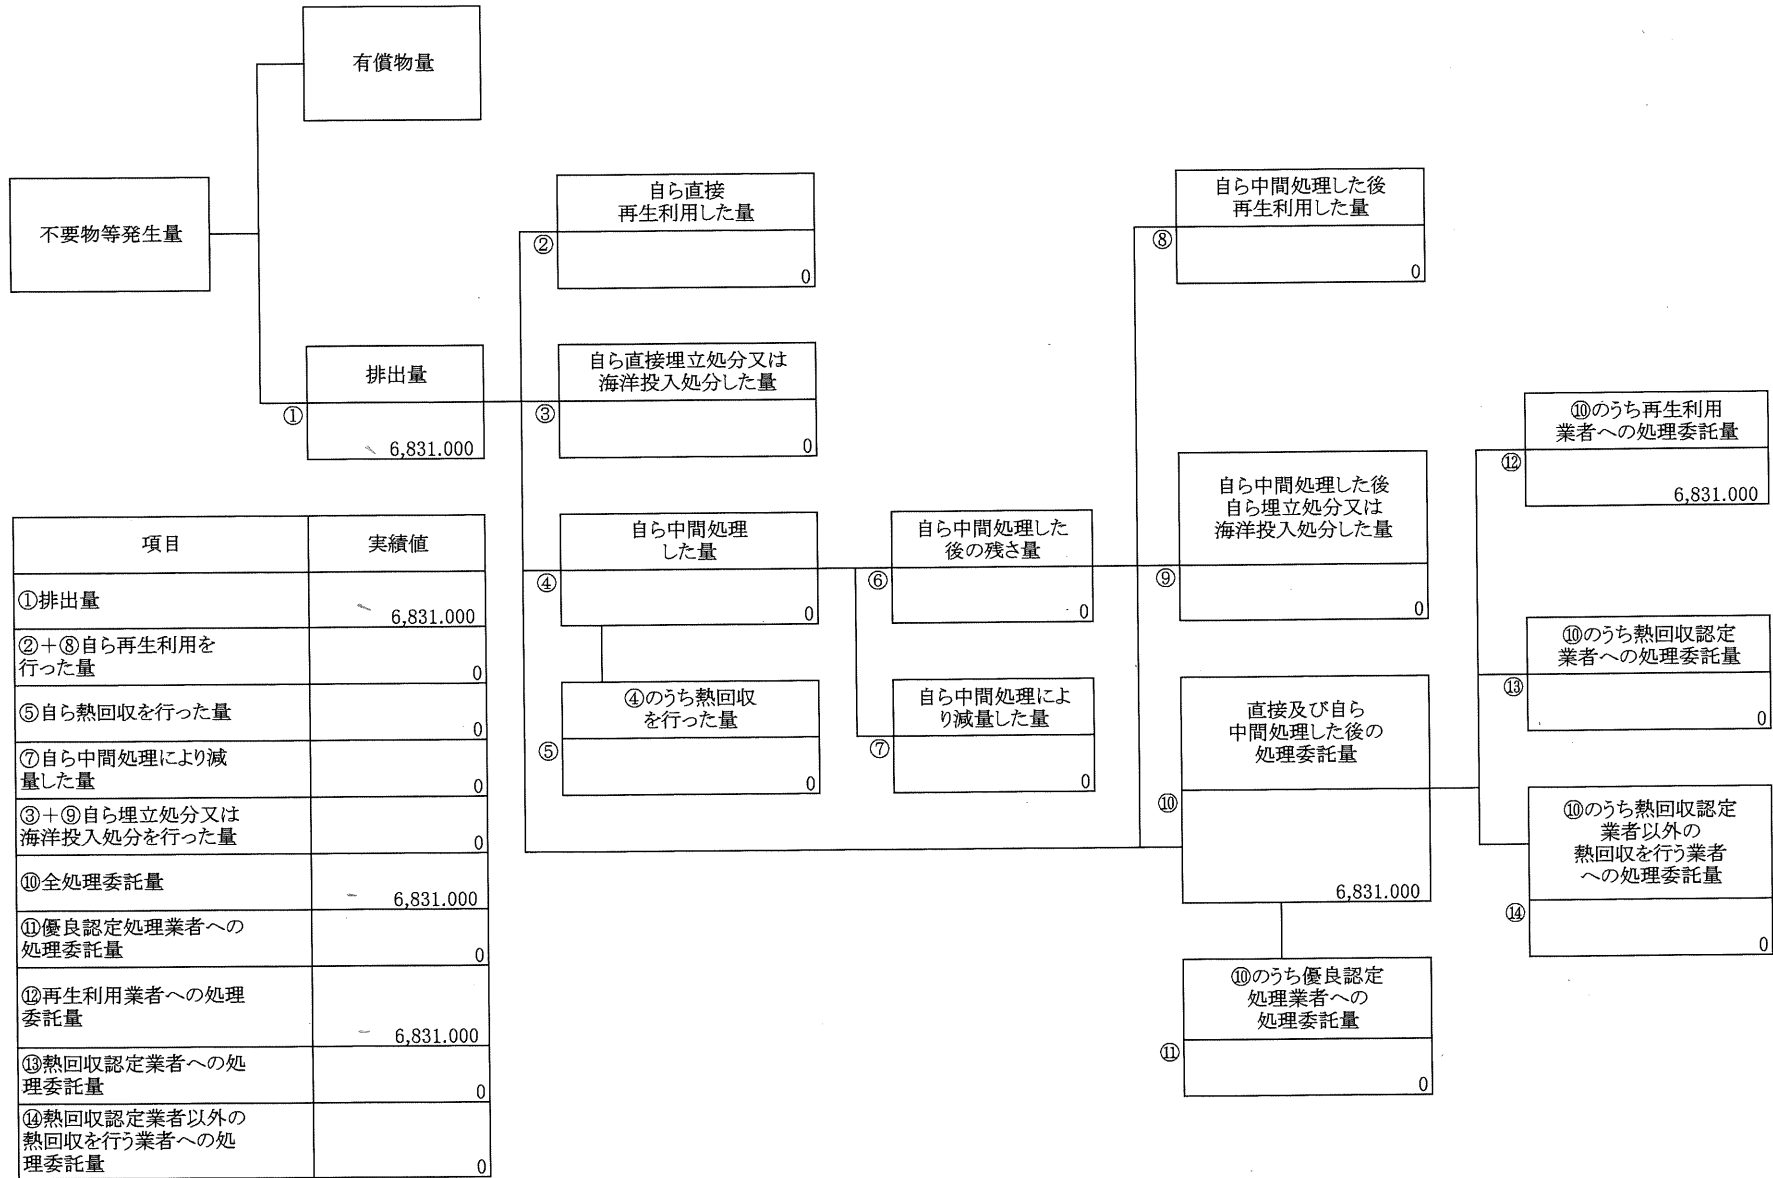 有償物量
不要物等発生量
自ら直接
再生利用した量
②
0
自ら中間処理した後
再生利用した量
⑧
0
排出量
①
6,831.000
自ら直接埋立処分又は
海洋投入処分した量
③
0
⑩のうち再生利用
業者への処理委託量
⑫
6,831.000
自ら中間処理
した量
④
0
自ら中間処理した
後の残さ量
⑥
0
自ら中間処理した後
自ら埋立処分又は
海洋投入処分した量
⑨
0
⑩のうち熱回収認定
業者への処理委託量
⑬
0
④のうち熱回収
を行った量
⑤
0
自ら中間処理によ
り減量した量
⑦
0
直接及び自ら
中間処理した後の
処理委託量
⑩
6,831.000
⑩のうち熱回収認定
業者以外の
熱回収を行う業者
への処理委託量
⑭
0
⑩のうち優良認定
処理業者への
処理委託量
⑪
0
項目 実績値
①排出量
6,831.000
②＋⑧自ら再生利用を
行った量
0
⑤自ら熱回収を行った量
0
⑦自ら中間処理により減
量した量
0
③＋⑨自ら埋立処分又は
海洋投入処分を行った量
0
⑩全処理委託量
6,831.000
⑪優良認定処理業者への
処理委託量
0
⑫再生利用業者への処理
委託量
6,831.000
⑬熱回収認定業者への処
理委託量
0
⑭熱回収認定業者以外の
熱回収を行う業者への処
理委託量
0